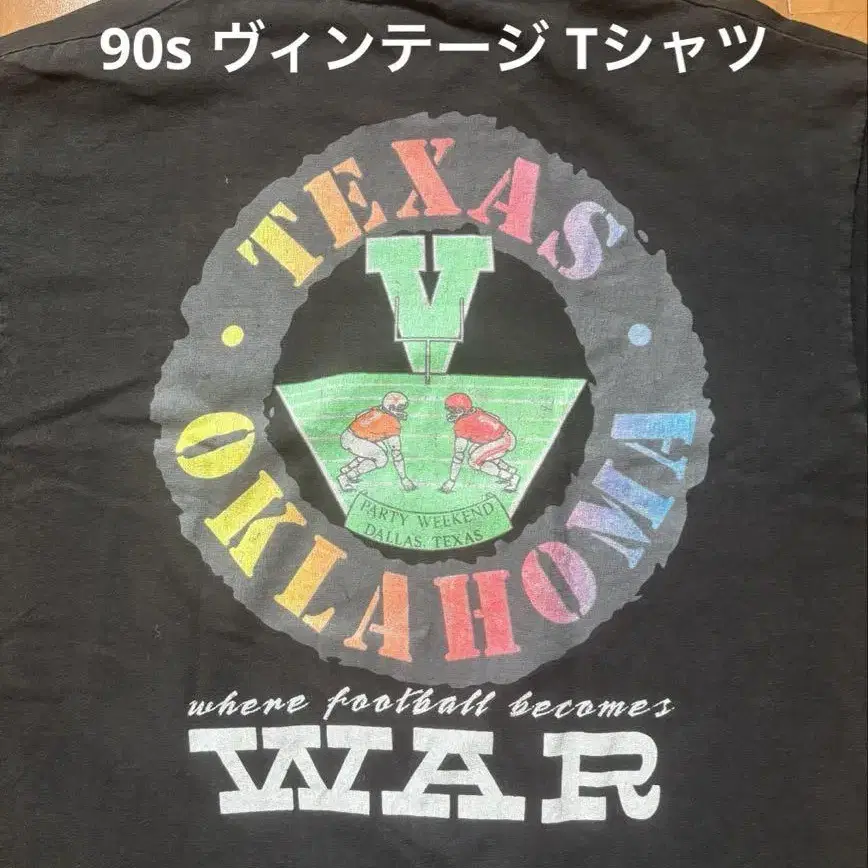 90s ヴィンテージ Tシャツ
TEXAS
V
PARTY WEEKEND
DALLAS, TEXAS
OKLAHOMA
where football becomes
WAR